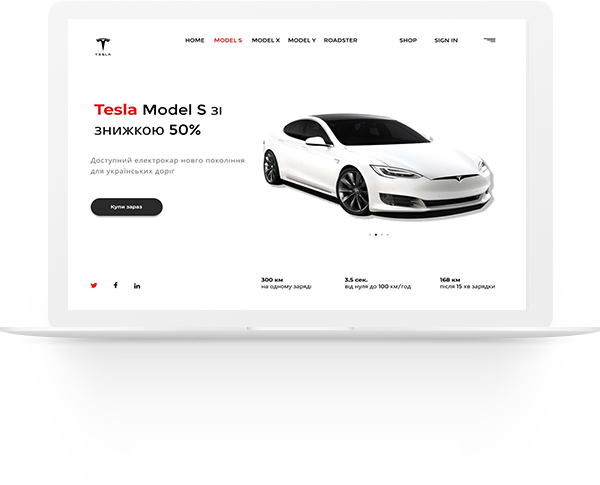 HOME MODEL S MODEL X MODEL Y ROADSTER SHOP SIGN IN
TESLA
Tesla Model S зі
знижкою 50%
Доступний електрокар новго покоління
для українських доріг
Купи зараз
300 км
на одному заряді
3.5 сек.
від нуля до 100 км/год
168 км
після 15 хв зарядки